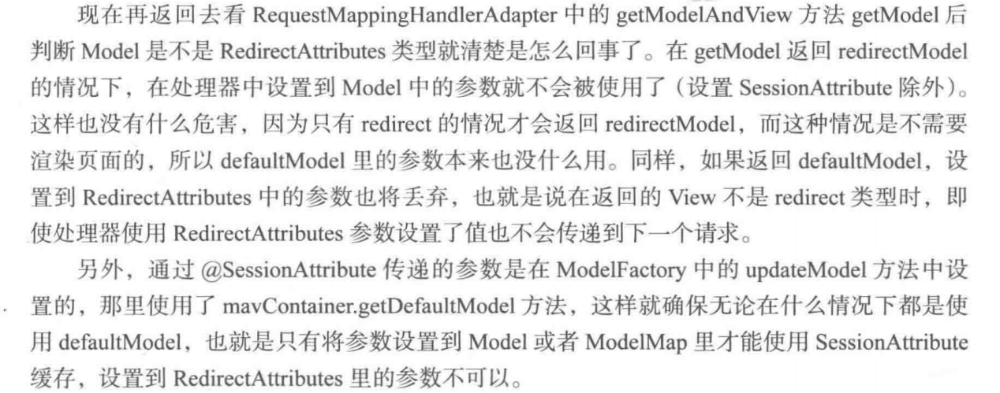 现在再返回去看 RequestMappingHandlerAdapter 中的 getModelAndView 方法 getModel 后
判断 Model 是不是 RedirectAttributes 类型就清楚是怎么回事了。在 getModel 返回 redirectModel
的情况下，在处理器中设置到 Model 中的参数就不会被使用了（设置 SessionAttribute 除外）。
这样也没有什么危害，因为只有 redirect 的情况才会返回 redirectModel，而这种情况是不需要
渲染页面的，所以 defaultModel 里的参数本来也没什么用。同样，如果返回 defaultModel，设
置到 RedirectAttributes 中的参数也将丢弃，也就是说在返回的 View 不是 redirect 类型时，即
使处理器使用 RedirectAttributes 参数设置了值也不会传递到下一个请求。
另外，通过 @SessionAttribute 传递的参数是在 ModelFactory 中的 updateModel 方法中设
置的，那里使用了 mavContainer.getDefaultModel 方法，这样就确保无论在什么情况下都是使
用 defaultModel，也就是只有将参数设置到 Model 或者 ModelMap 里才能使用 SessionAttribute
缓存，设置到 RedirectAttributes 里的参数不可以。